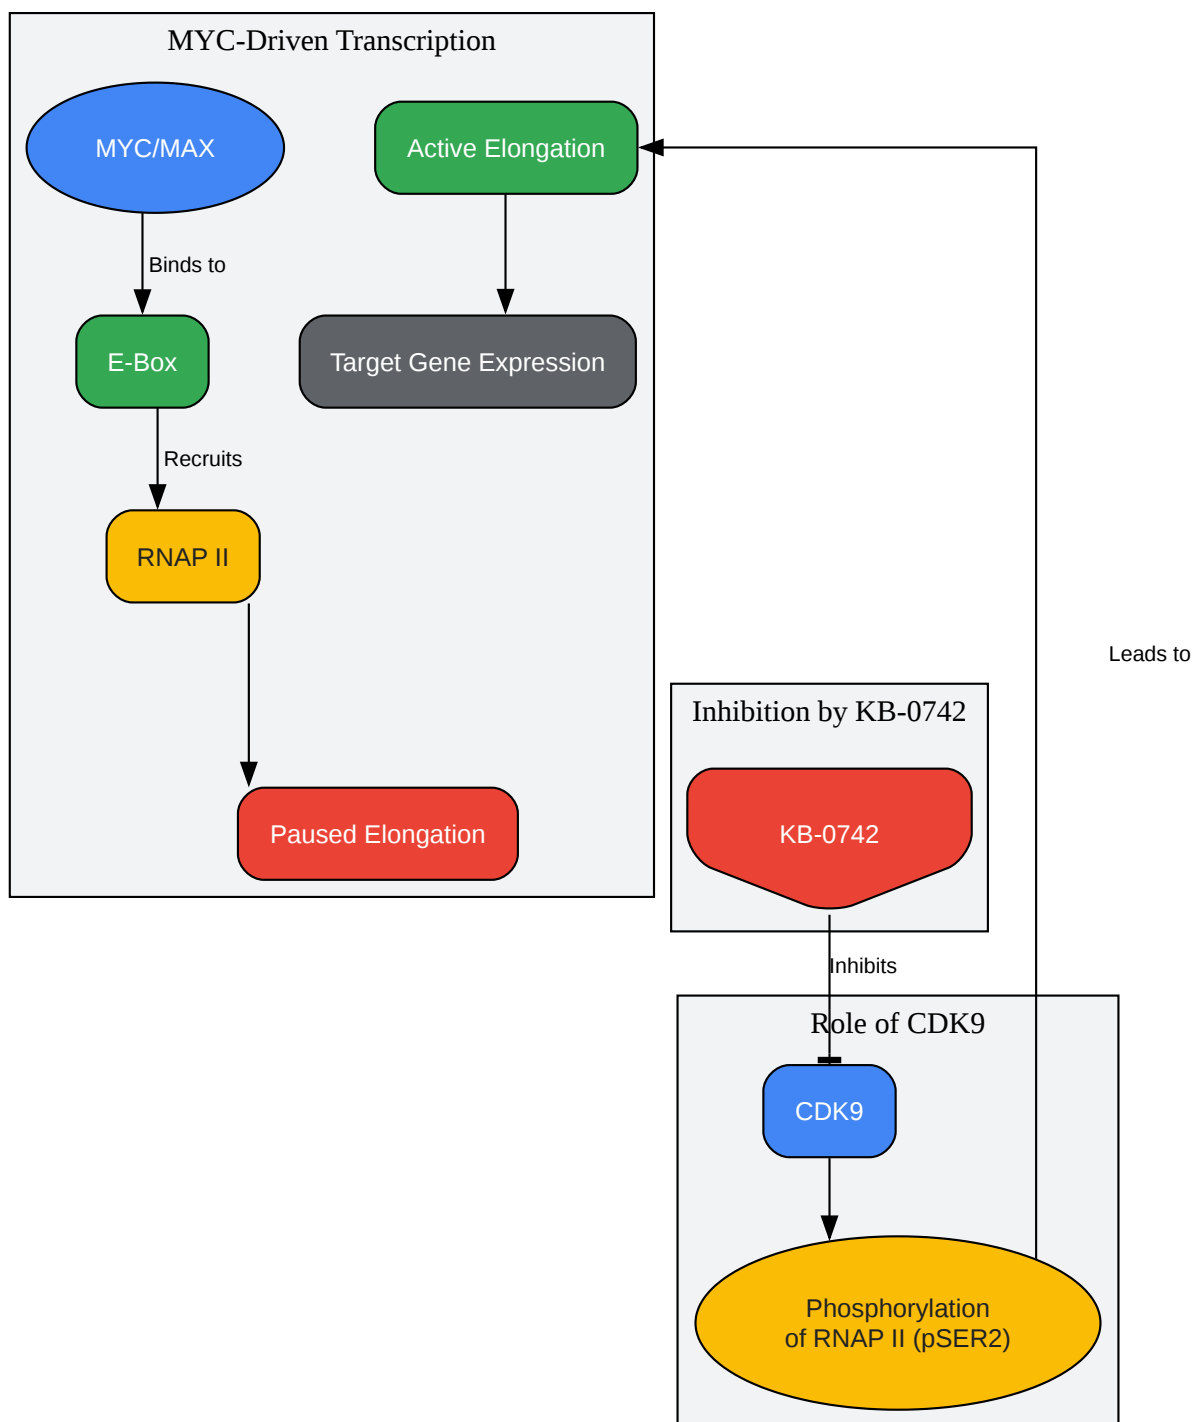 MYC-Driven Transcription
MYC/MAX
Active Elongation
Binds to
E-Box
Target Gene Expression
Recruits
RNAP II
Leads to
Paused Elongation
Inhibition by KB-0742
KB-0742
Inhibits
Role of CDK9
CDK9
Phosphorylation
of RNAP II (pSER2)